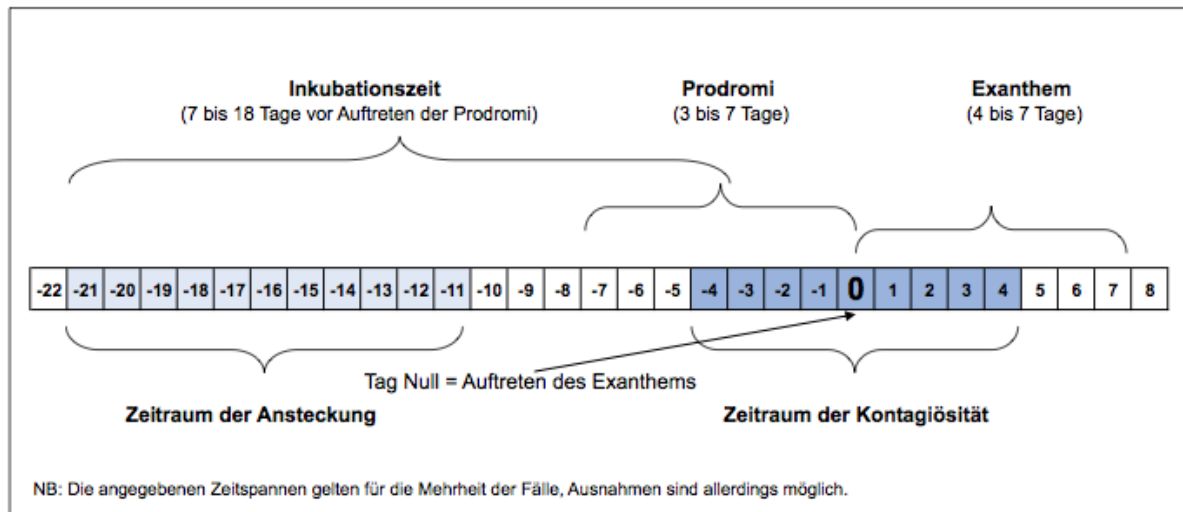 Inkubationszeit
(7 bis 18 Tage vor Auftreten der Prodromi)
Prodromi
(3 bis 7 Tage)
Exanthem
(4 bis 7 Tage)
-22 -21 -20 -19 -18 -17 -16 -15 -14 -13 -12 -11 -10 -9 -8 -7 -6 -5 -4 -3 -2 -1 0 1 2 3 4 5 6 7 8
Tag Null = Auftreten des Exanthems
Zeitraum der Ansteckung
Zeitraum der Kontagiösität
NB: Die angegebenen Zeitspannen gelten für die Mehrheit der Fälle, Ausnahmen sind allerdings möglich.